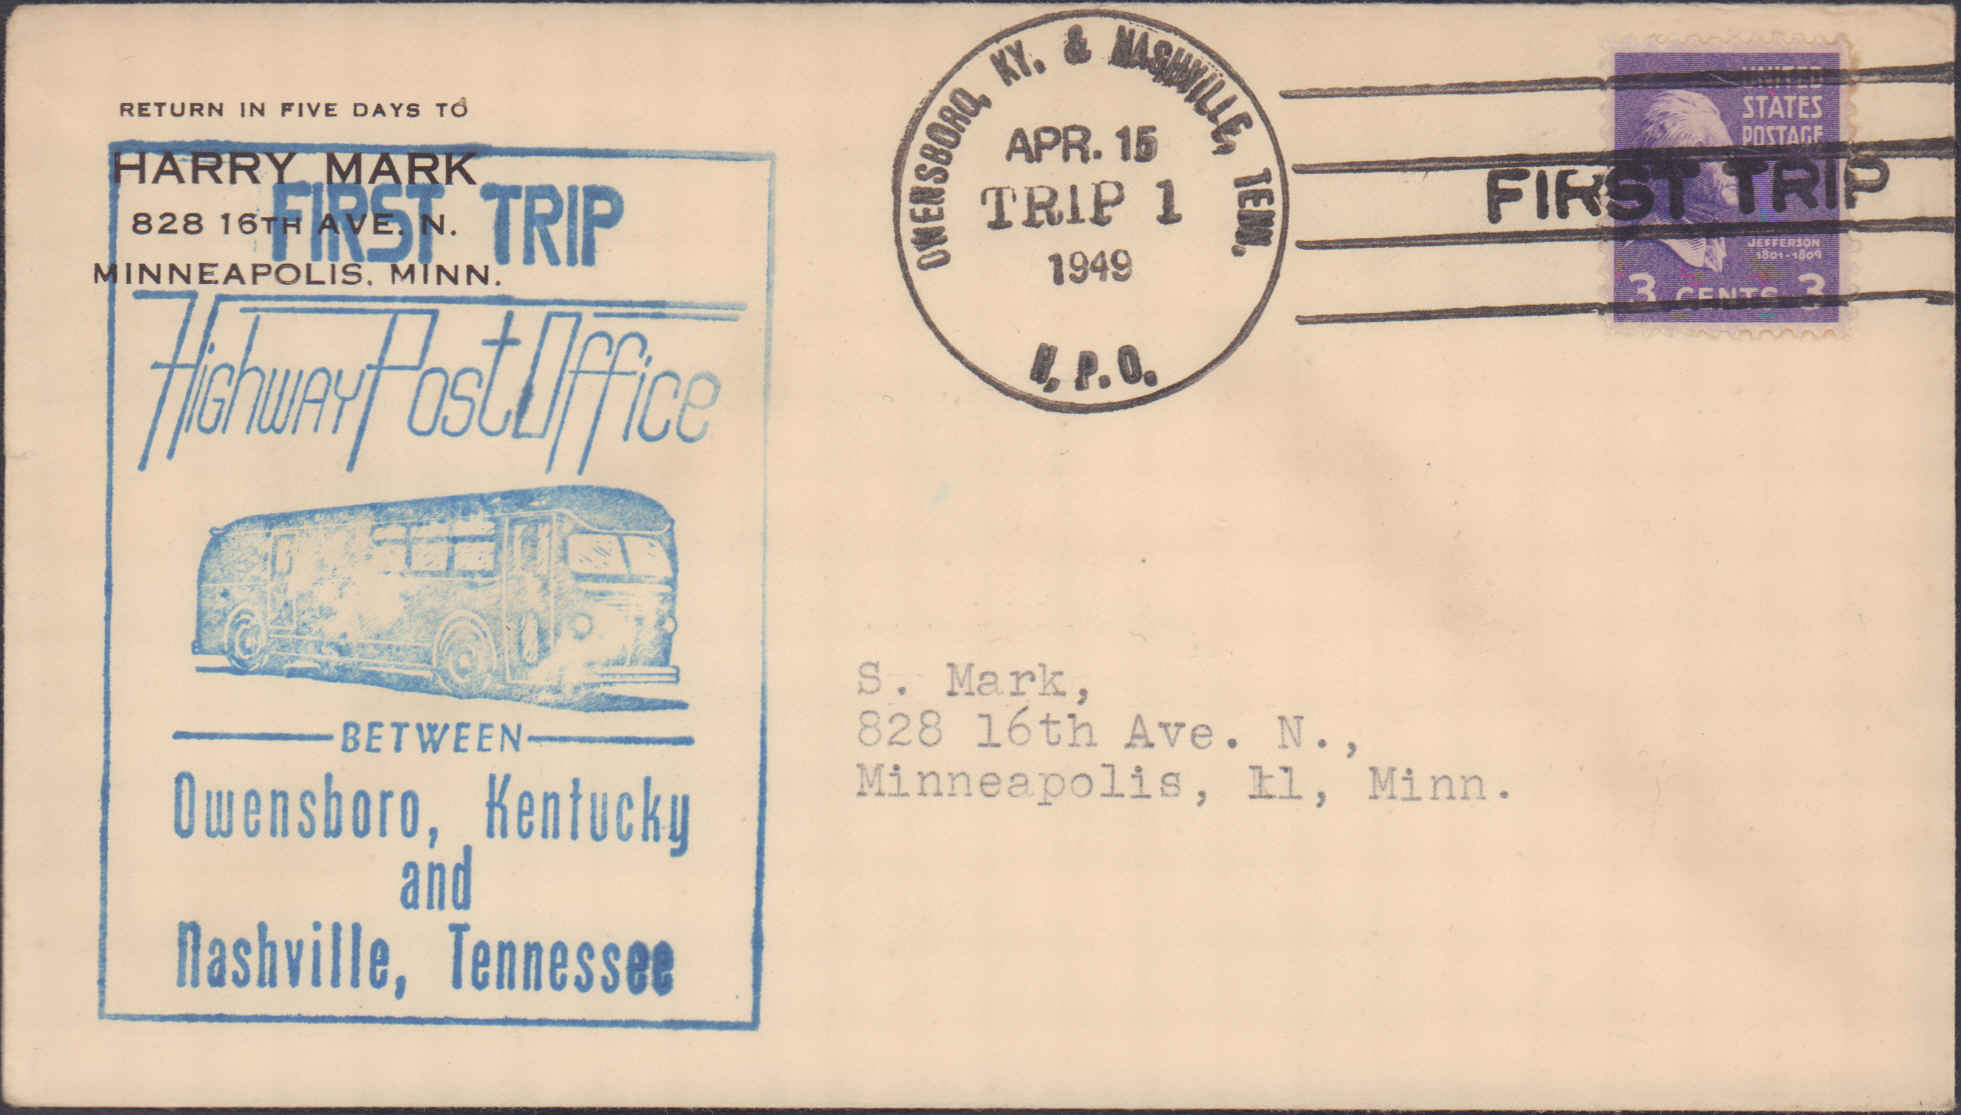 RETURN IN FIVE DAYS TO
HARRY MARK
828 16TH AVE. N.
MINNEAPOLIS, MINN.
FIRST TRIP
Highway Post Office
BETWEEN
Owensboro, Kentucky
and
Nashville, Tennessee
OWENSBORO, KY. & NASHVILLE, TENN.
APR. 15
TRIP 1
1949
H.P.O.
FIRST TRIP
UNITED
STATES
POSTAGE
JEFFERSON
1801-1809
3 CENTS 3
S. Mark,
828 16th Ave. N.,
Minneapolis, 11, Minn.